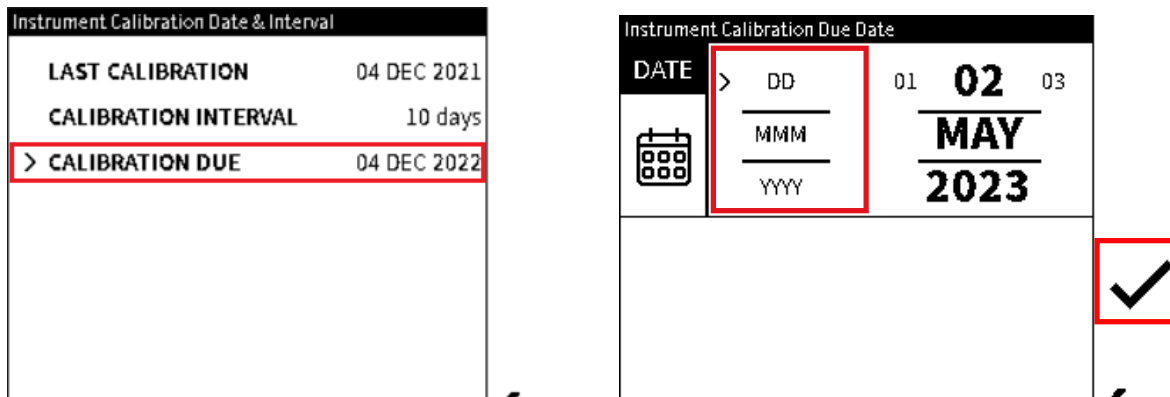 Instrument Calibration Date & Interval
LAST CALIBRATION 04 DEC 2021
CALIBRATION INTERVAL 10 days
> CALIBRATION DUE 04 DEC 2022
Instrument Calibration Due Date
DATE
> DD 01 02 03
MMM MAY
YYYY 2023